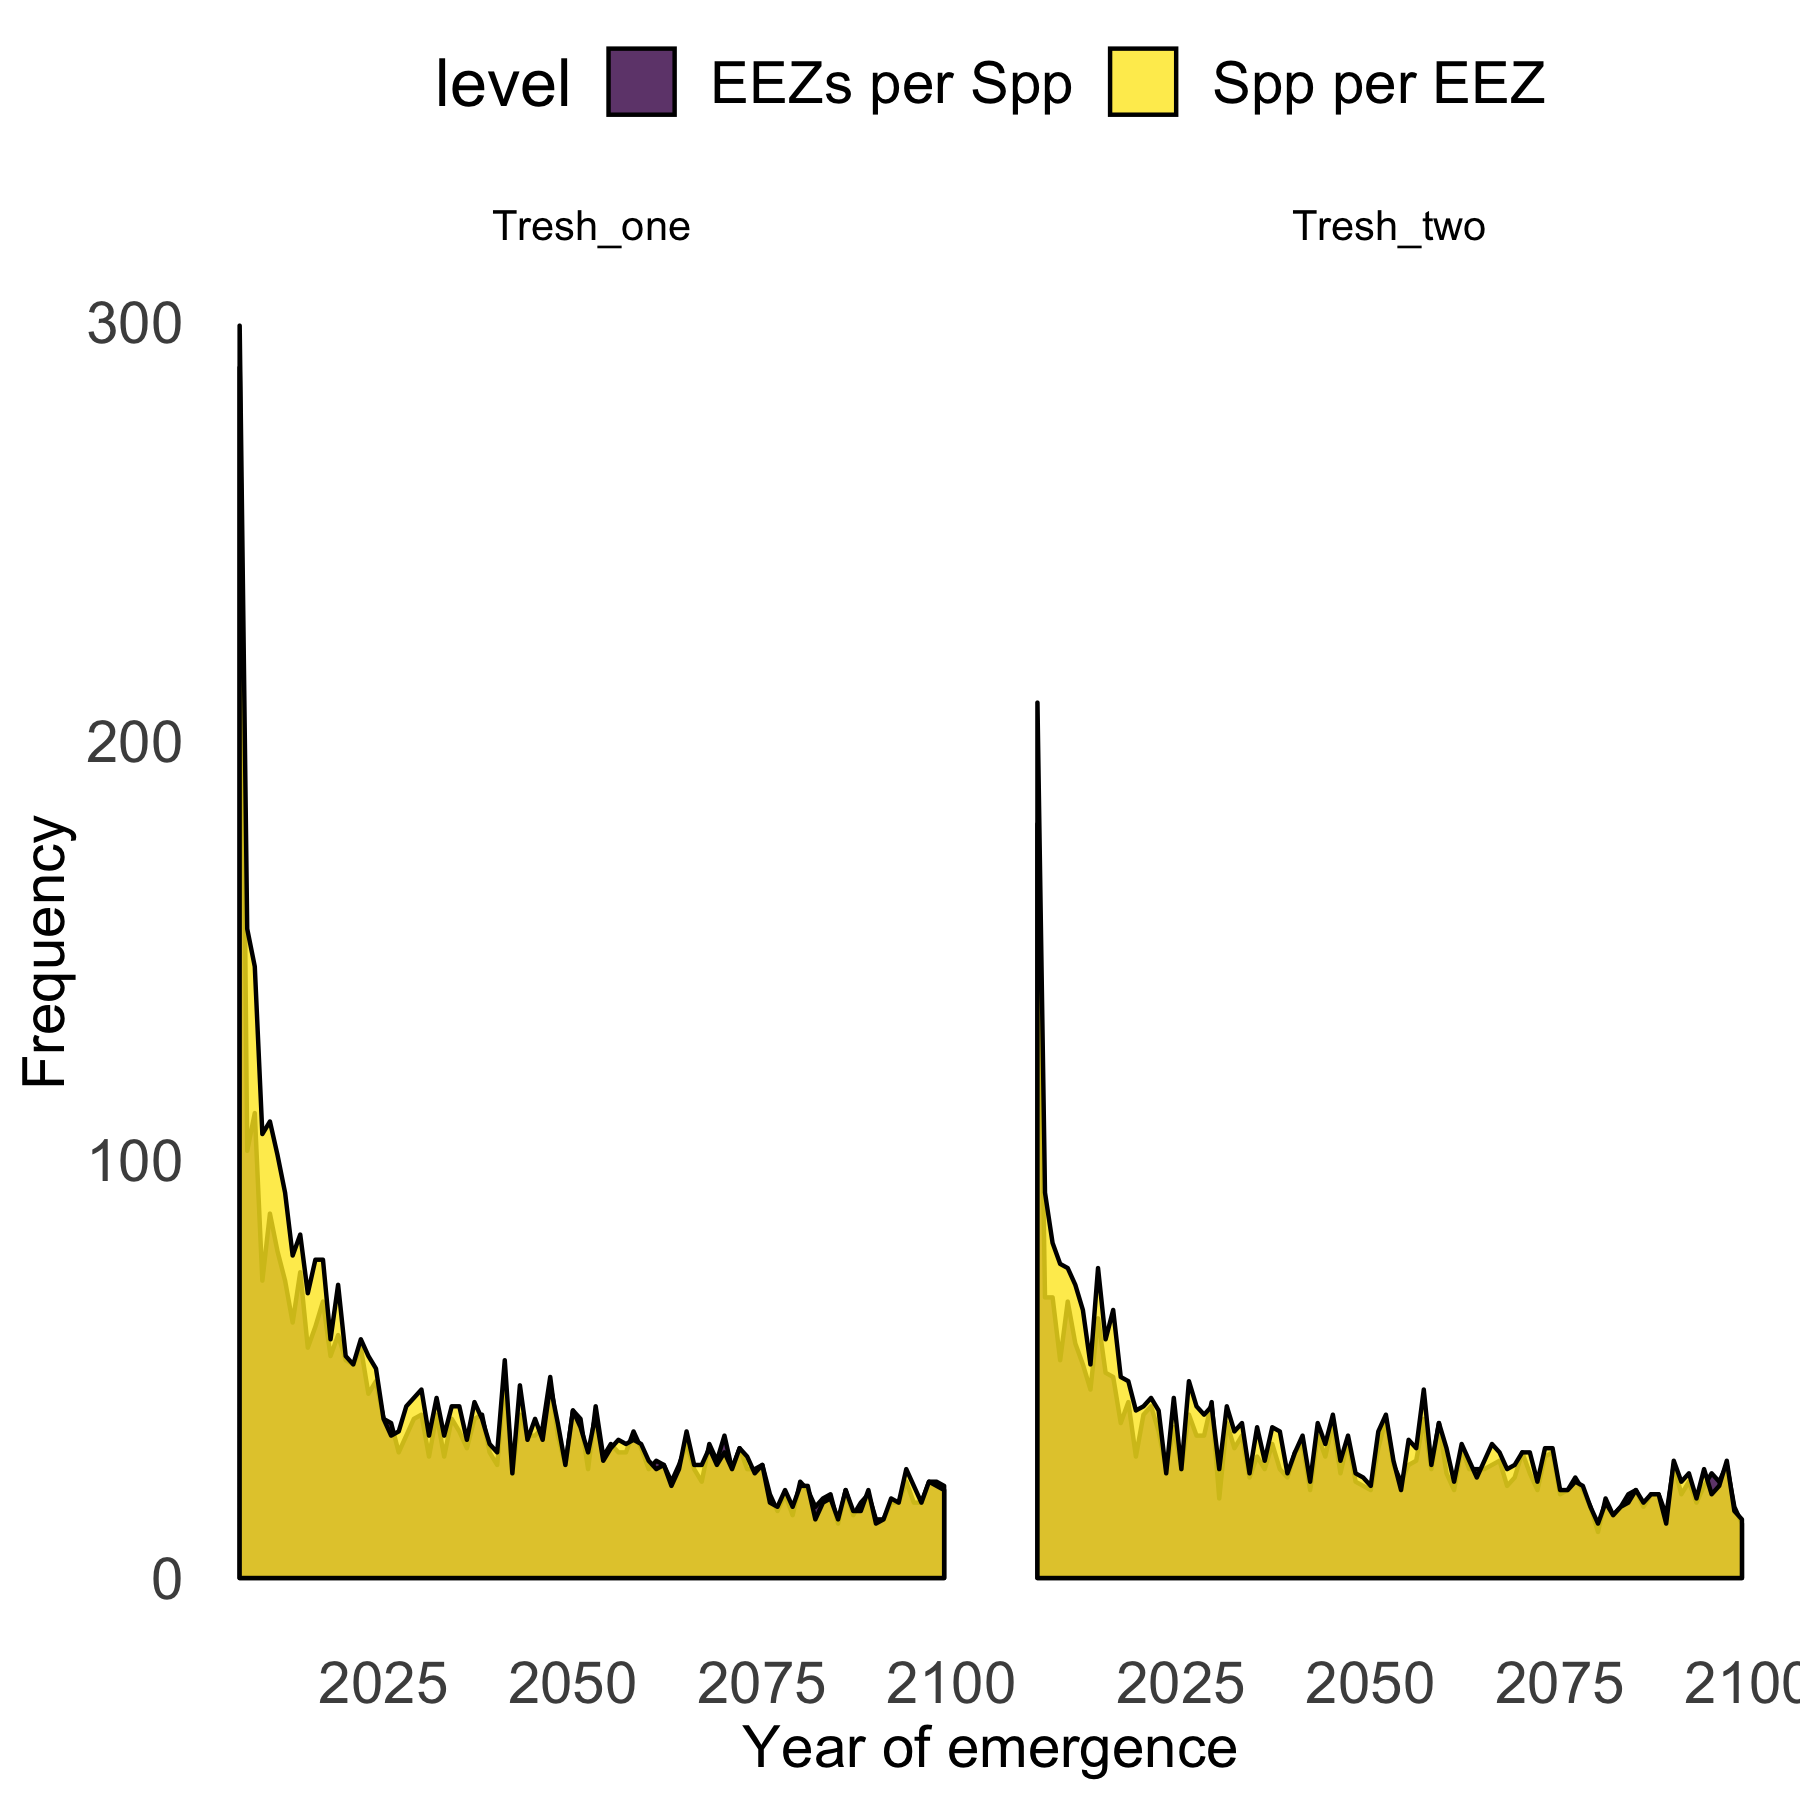 level EEZs per Spp Spp per EEZ
Tresh_one Tresh_two
300
200
100
0
Frequency
2025 2050 2075 2100 2025 2050 2075 2100
Year of emergence